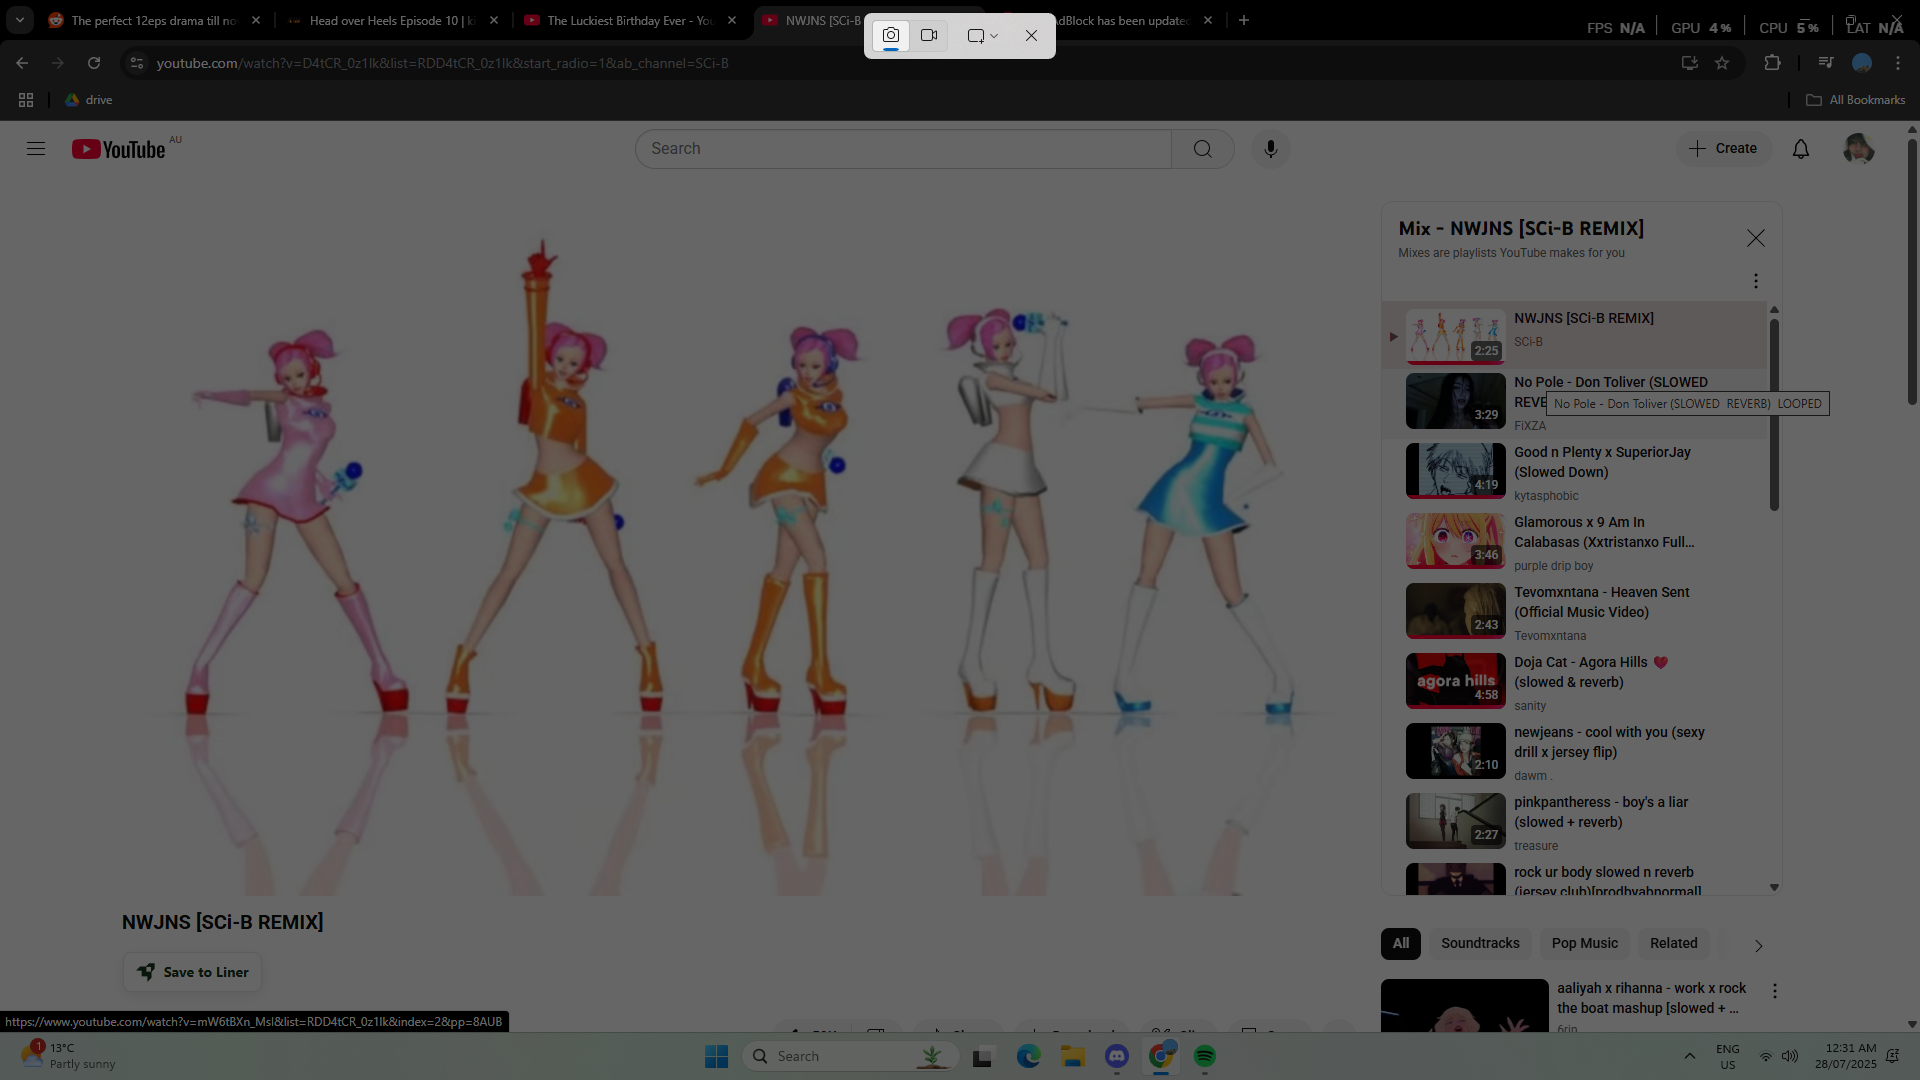 The perfect 12eps drama till no
Head over Heels Episode 10 | ki
The Luckiest Birthday Ever - You
NWJNS [SCi-B
AdBlock has been updated
FPS N/A
GPU 4%
CPU 5%
LAT N/A
youtube.com/watch?v=D4tCR_0z1Ik&list=RDD4tCR_0z1Ik&start_radio=1&ab_channel=SCi-B
drive
All Bookmarks
YouTube AU
Search
Create
Mix - NWJNS [SCi-B REMIX]
Mixes are playlists YouTube makes for you
NWJNS [SCi-B REMIX]
SCi-B
2:25
No Pole - Don Toliver (SLOWED
REVE
No Pole - Don Toliver (SLOWED REVERB) LOOPED
3:29
FiXZA
Good n Plenty x SuperiorJay
(Slowed Down)
4:19
kytasphobic
Glamorous x 9 Am In
Calabasas (Xxtristanxo Full...
3:46
purple drip boy
Tevomxntana - Heaven Sent
(Official Music Video)
2:43
Tevomxntana
Doja Cat - Agora Hills ❤️
(slowed & reverb)
agora hills
4:58
sanity
newjeans - cool with you (sexy
drill x jersey flip)
2:10
dawm .
pinkpantheress - boy's a liar
(slowed + reverb)
2:27
treasure
rock ur body slowed n reverb
(jersey club)[prodbyabnormal]
NWJNS [SCi-B REMIX]
Save to Liner
All
Soundtracks
Pop Music
Related
aaliyah x rihanna - work x rock
the boat mashup [slowed + ...
6rin
https://www.youtube.com/watch?v=mW6tBXn_MsI&list=RDD4tCR_0z1Ik&index=2&pp=8AUB
1
13°C
Partly sunny
Search
ENG
US
12:31 AM
28/07/2025